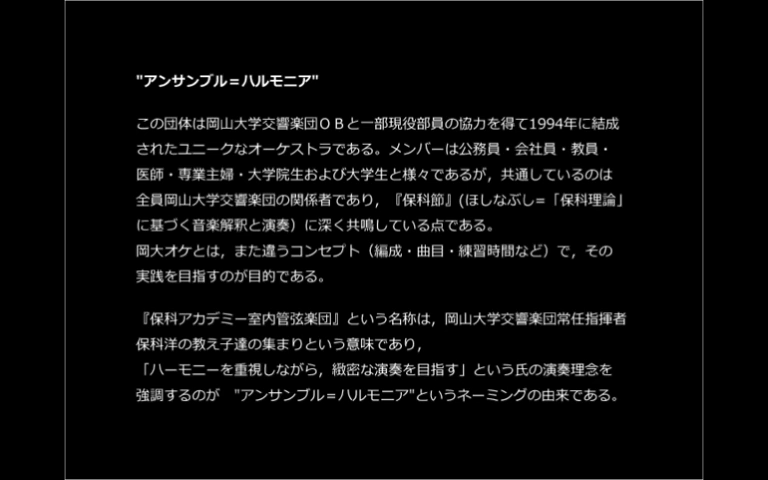 "アンサンブル＝ハルモニア"
この団体は岡山大学交響楽団ＯＢと一部現役部員の協力を得て1994年に結成
されたユニークなオーケストラである。メンバーは公務員・会社員・教員・
医師・専業主婦・大学院生および大学生と様々であるが，共通しているのは
全員岡山大学交響楽団の関係者であり，『保科節』(ほしなぶし=「保科理論」
に基づく音楽解釈と演奏）に深く共鳴している点である。
岡大オケとは，また違うコンセプト（編成・曲目・練習時間など）で，その
実践を目指すのが目的である。
『保科アカデミー室内管弦楽団』という名称は，岡山大学交響楽団常任指揮者
保科洋の教え子達の集まりという意味であり，
「ハーモニーを重視しながら，緻密な演奏を目指す」という氏の演奏理念を
強調するのが　"アンサンブル＝ハルモニア"というネーミングの由来である。